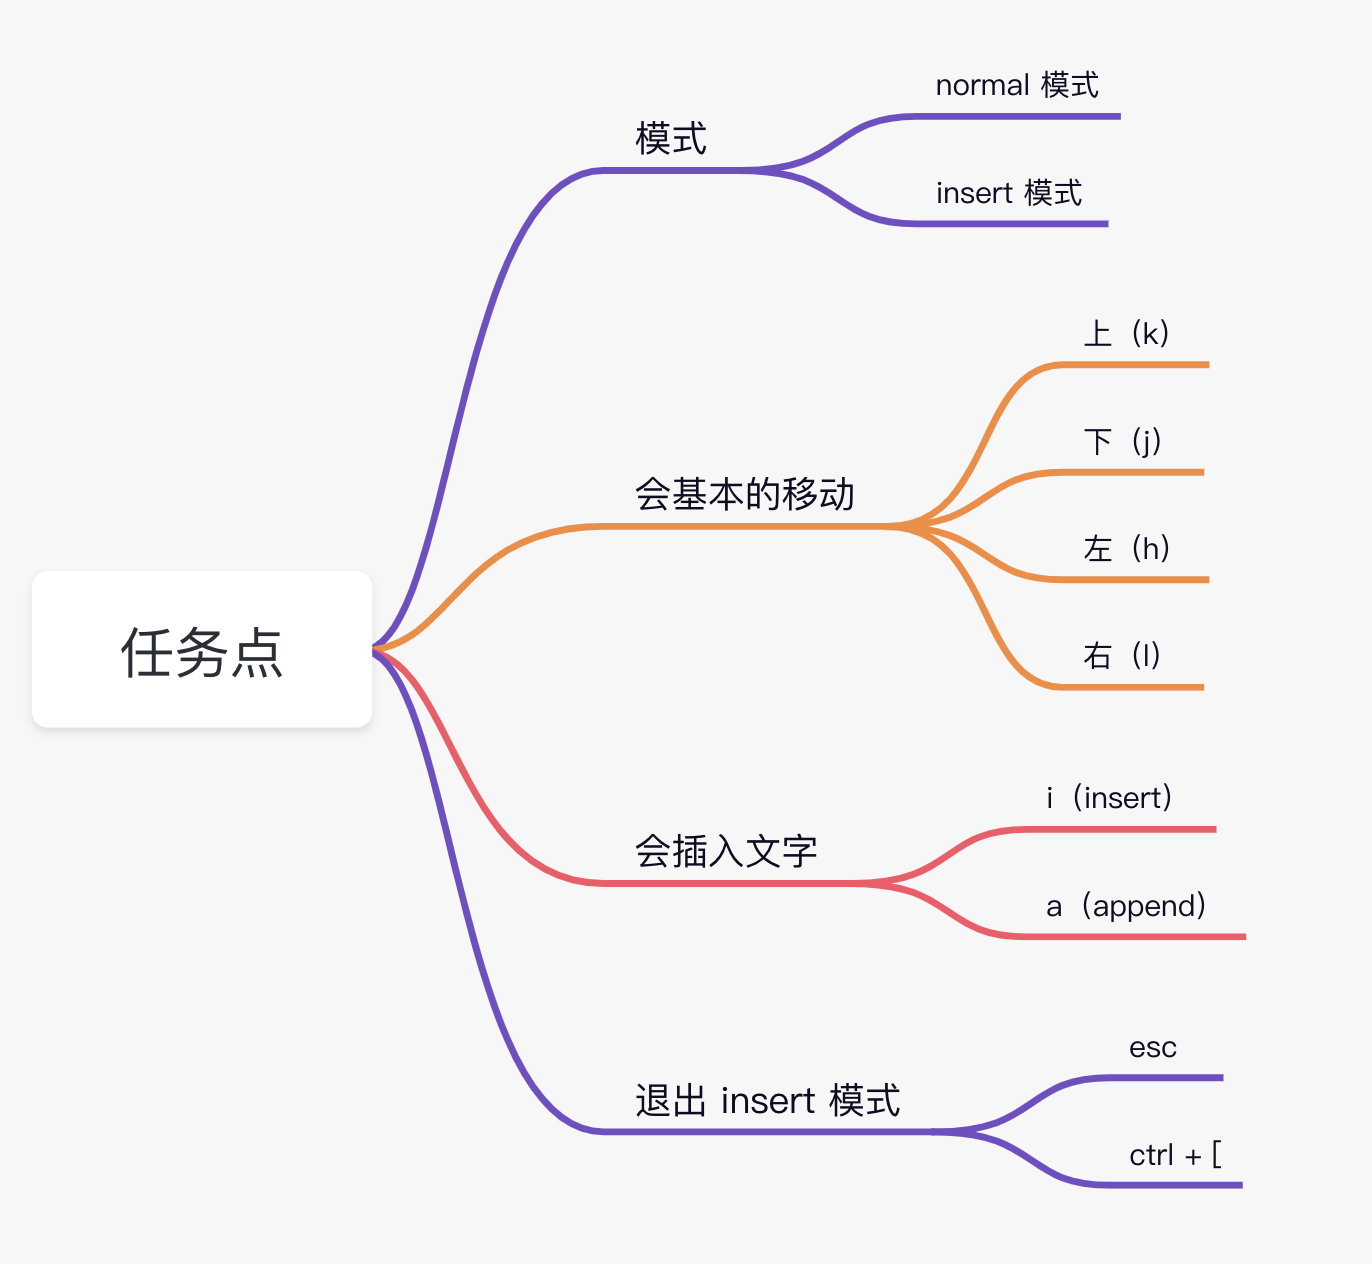 任务点
模式
normal 模式
insert 模式
会基本的移动
上（k）
下（j）
左（h）
右（l）
会插入文字
i（insert）
a（append）
退出 insert 模式
esc
ctrl + [